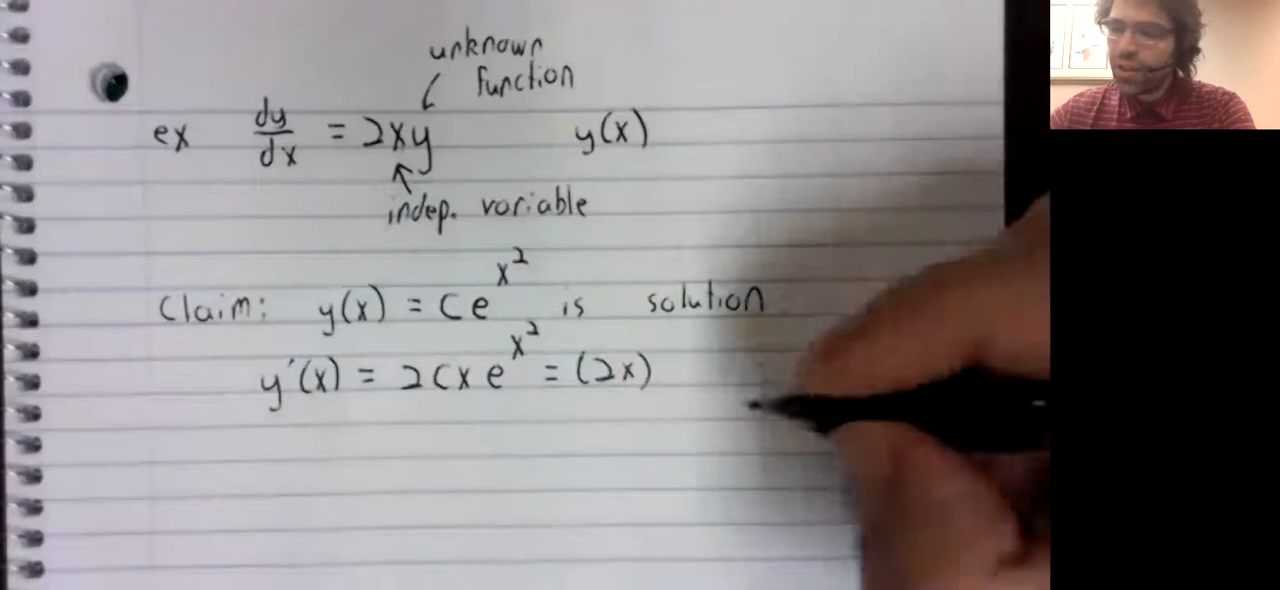 unknown
function
ex dy/dx = 2xy y(x)
indep. variable
Claim: y(x) = Ce^x^2 is solution
y'(x) = 2Cxe^x^2 = (2x)